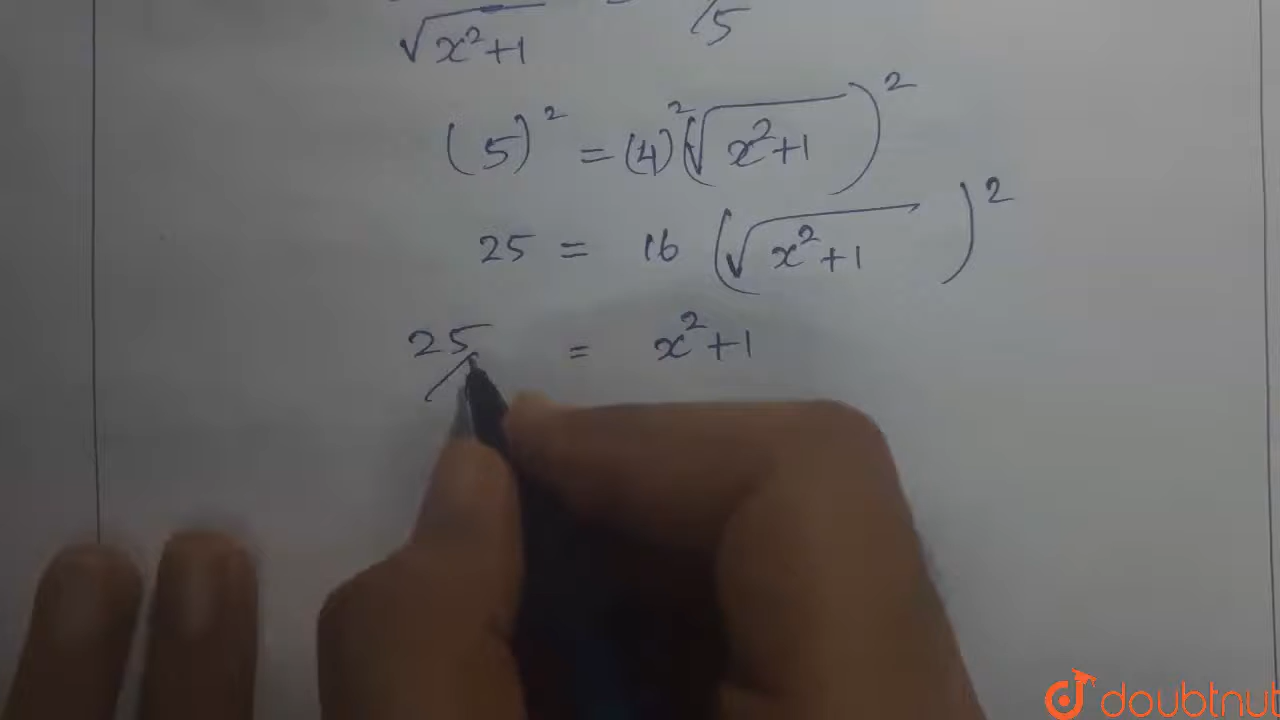 √x²+1 = /5
(5)² = (4)² (√x²+1)²
25 = 16 (√x²+1)²
25/ = x²+1
doubtnut